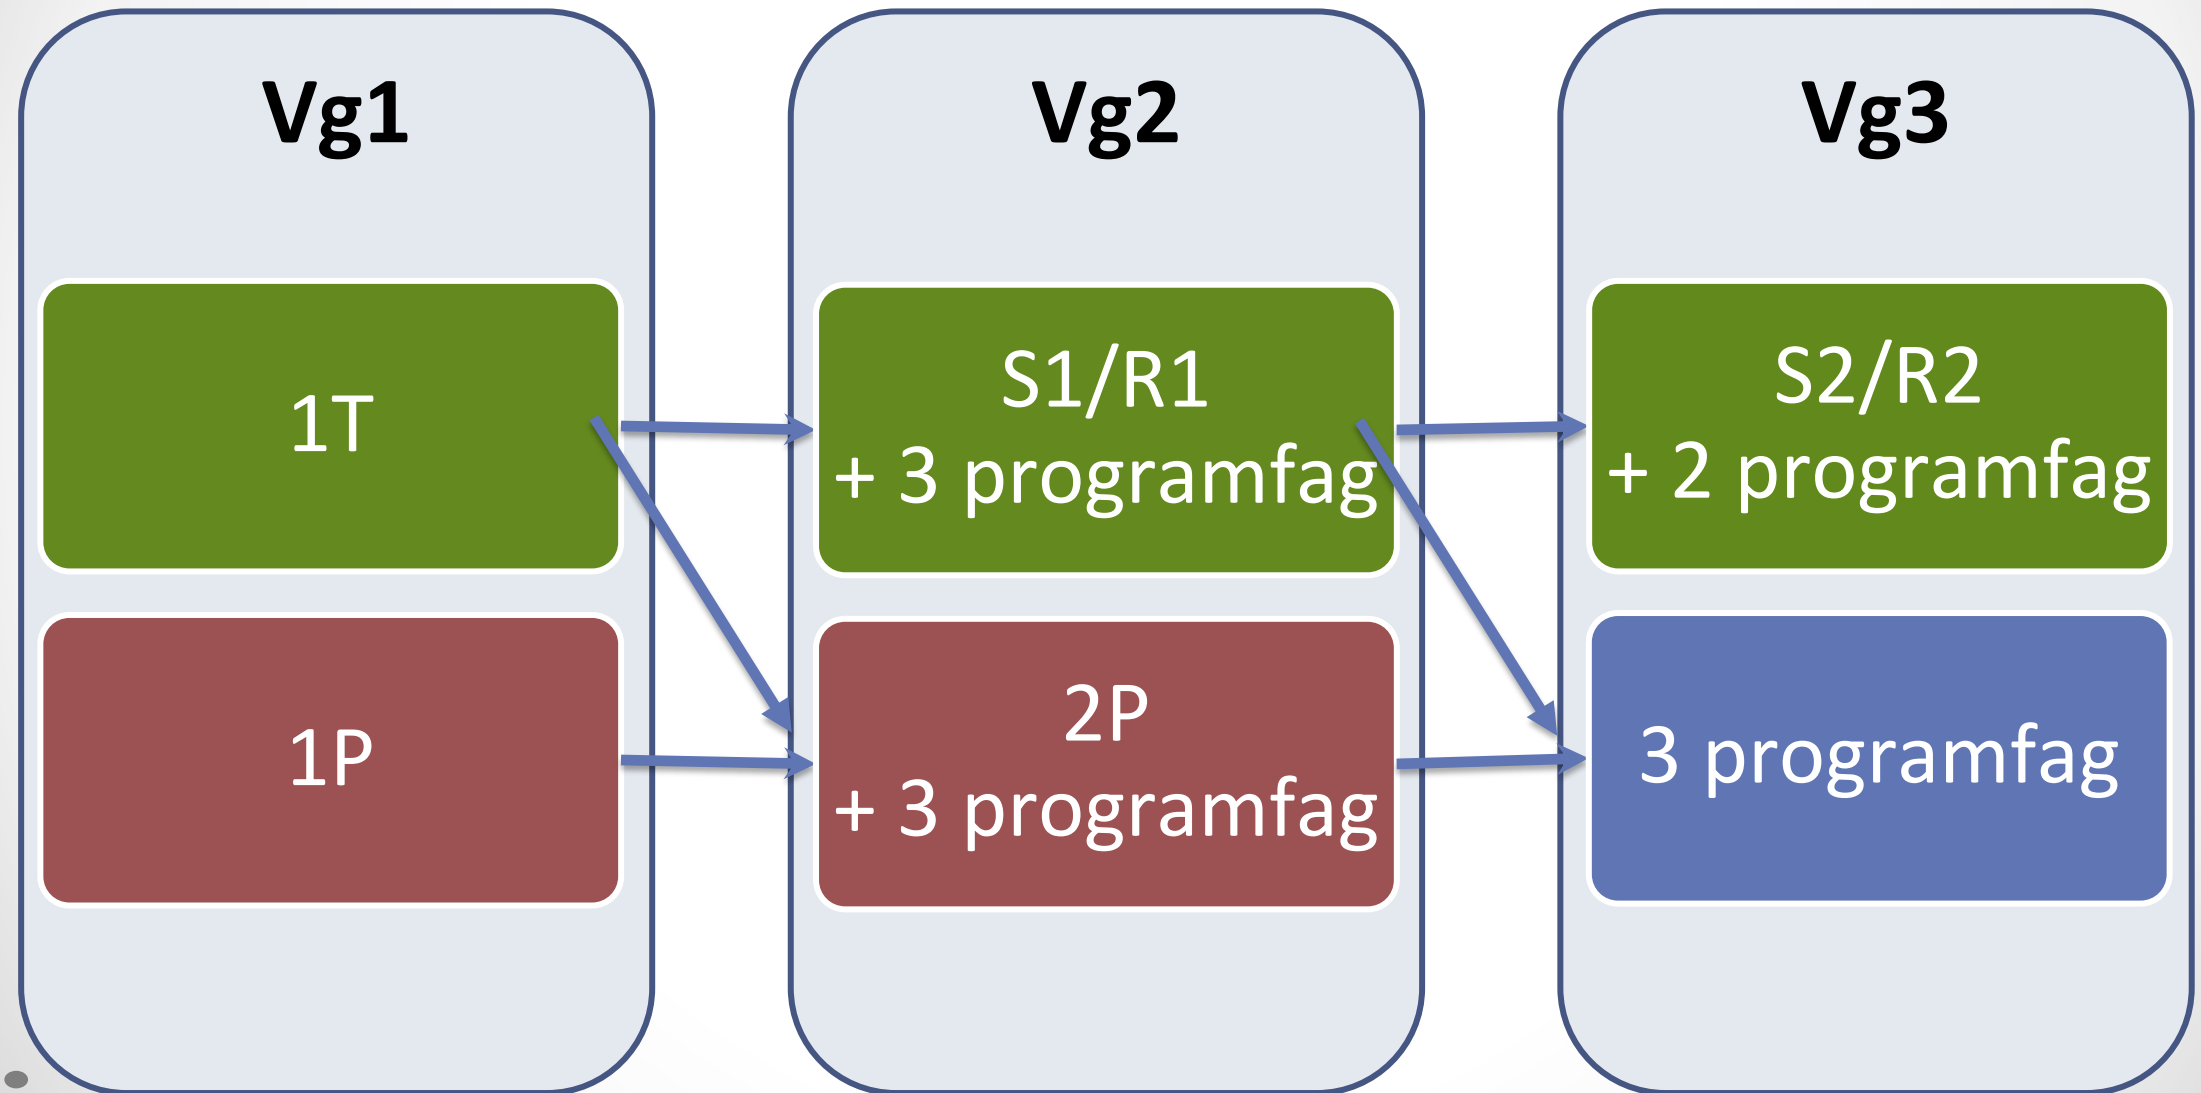 Vg1
1T
1P
Vg2
S1/R1
+ 3 programfag
2P
+ 3 programfag
Vg3
S2/R2
+ 2 programfag
3 programfag